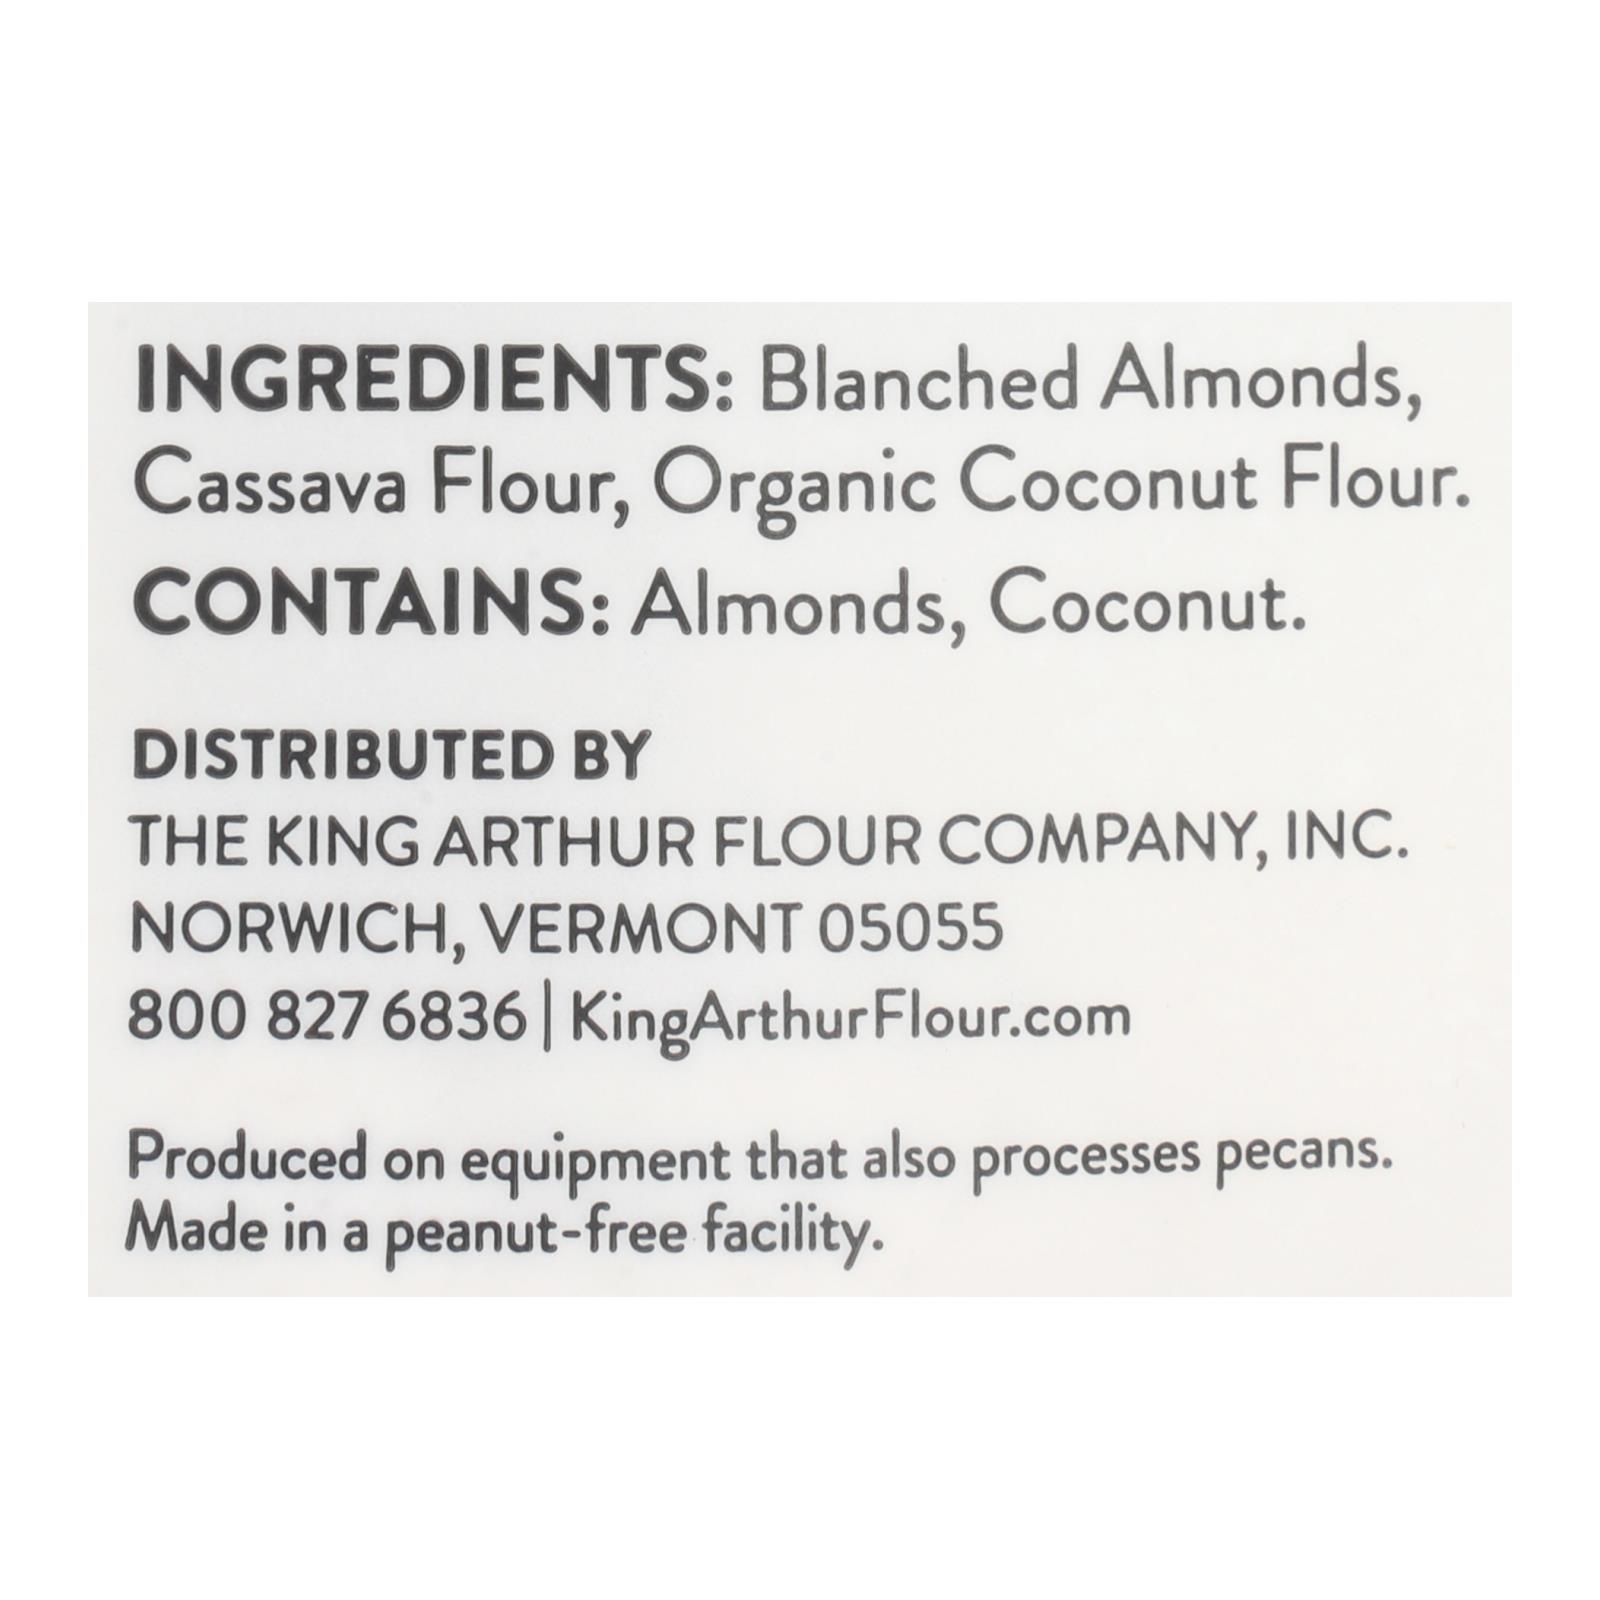 INGREDIENTS: Blanched Almonds,
Cassava Flour, Organic Coconut Flour.
CONTAINS: Almonds, Coconut.
DISTRIBUTED BY
THE KING ARTHUR FLOUR COMPANY, INC.
NORWICH, VERMONT 05055
800 827 6836 | KingArthurFlour.com
Produced on equipment that also processes pecans.
Made in a peanut-free facility.